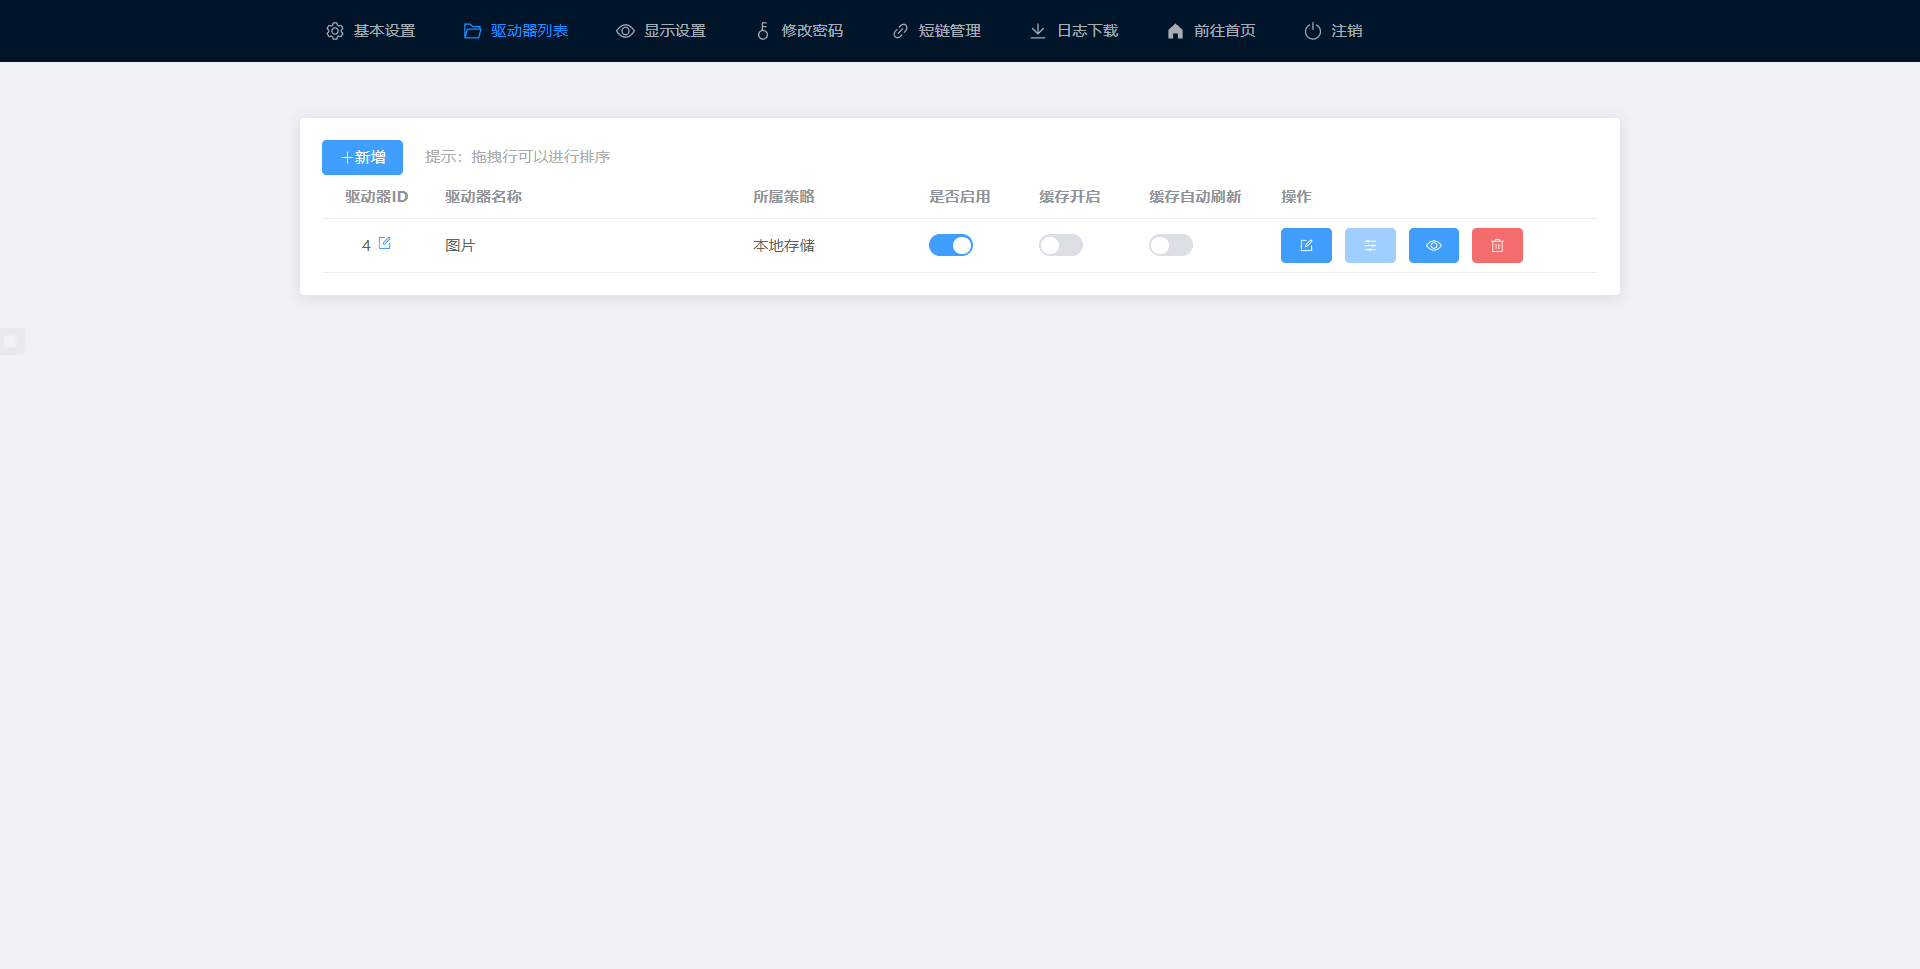 基本设置 驱动器列表 显示设置 修改密码 短链管理 日志下载 前往首页 注销
+新增 提示：拖拽行可以进行排序
驱动器ID 驱动器名称 所属策略 是否启用 缓存开启 缓存自动刷新 操作
4 图片 本地存储